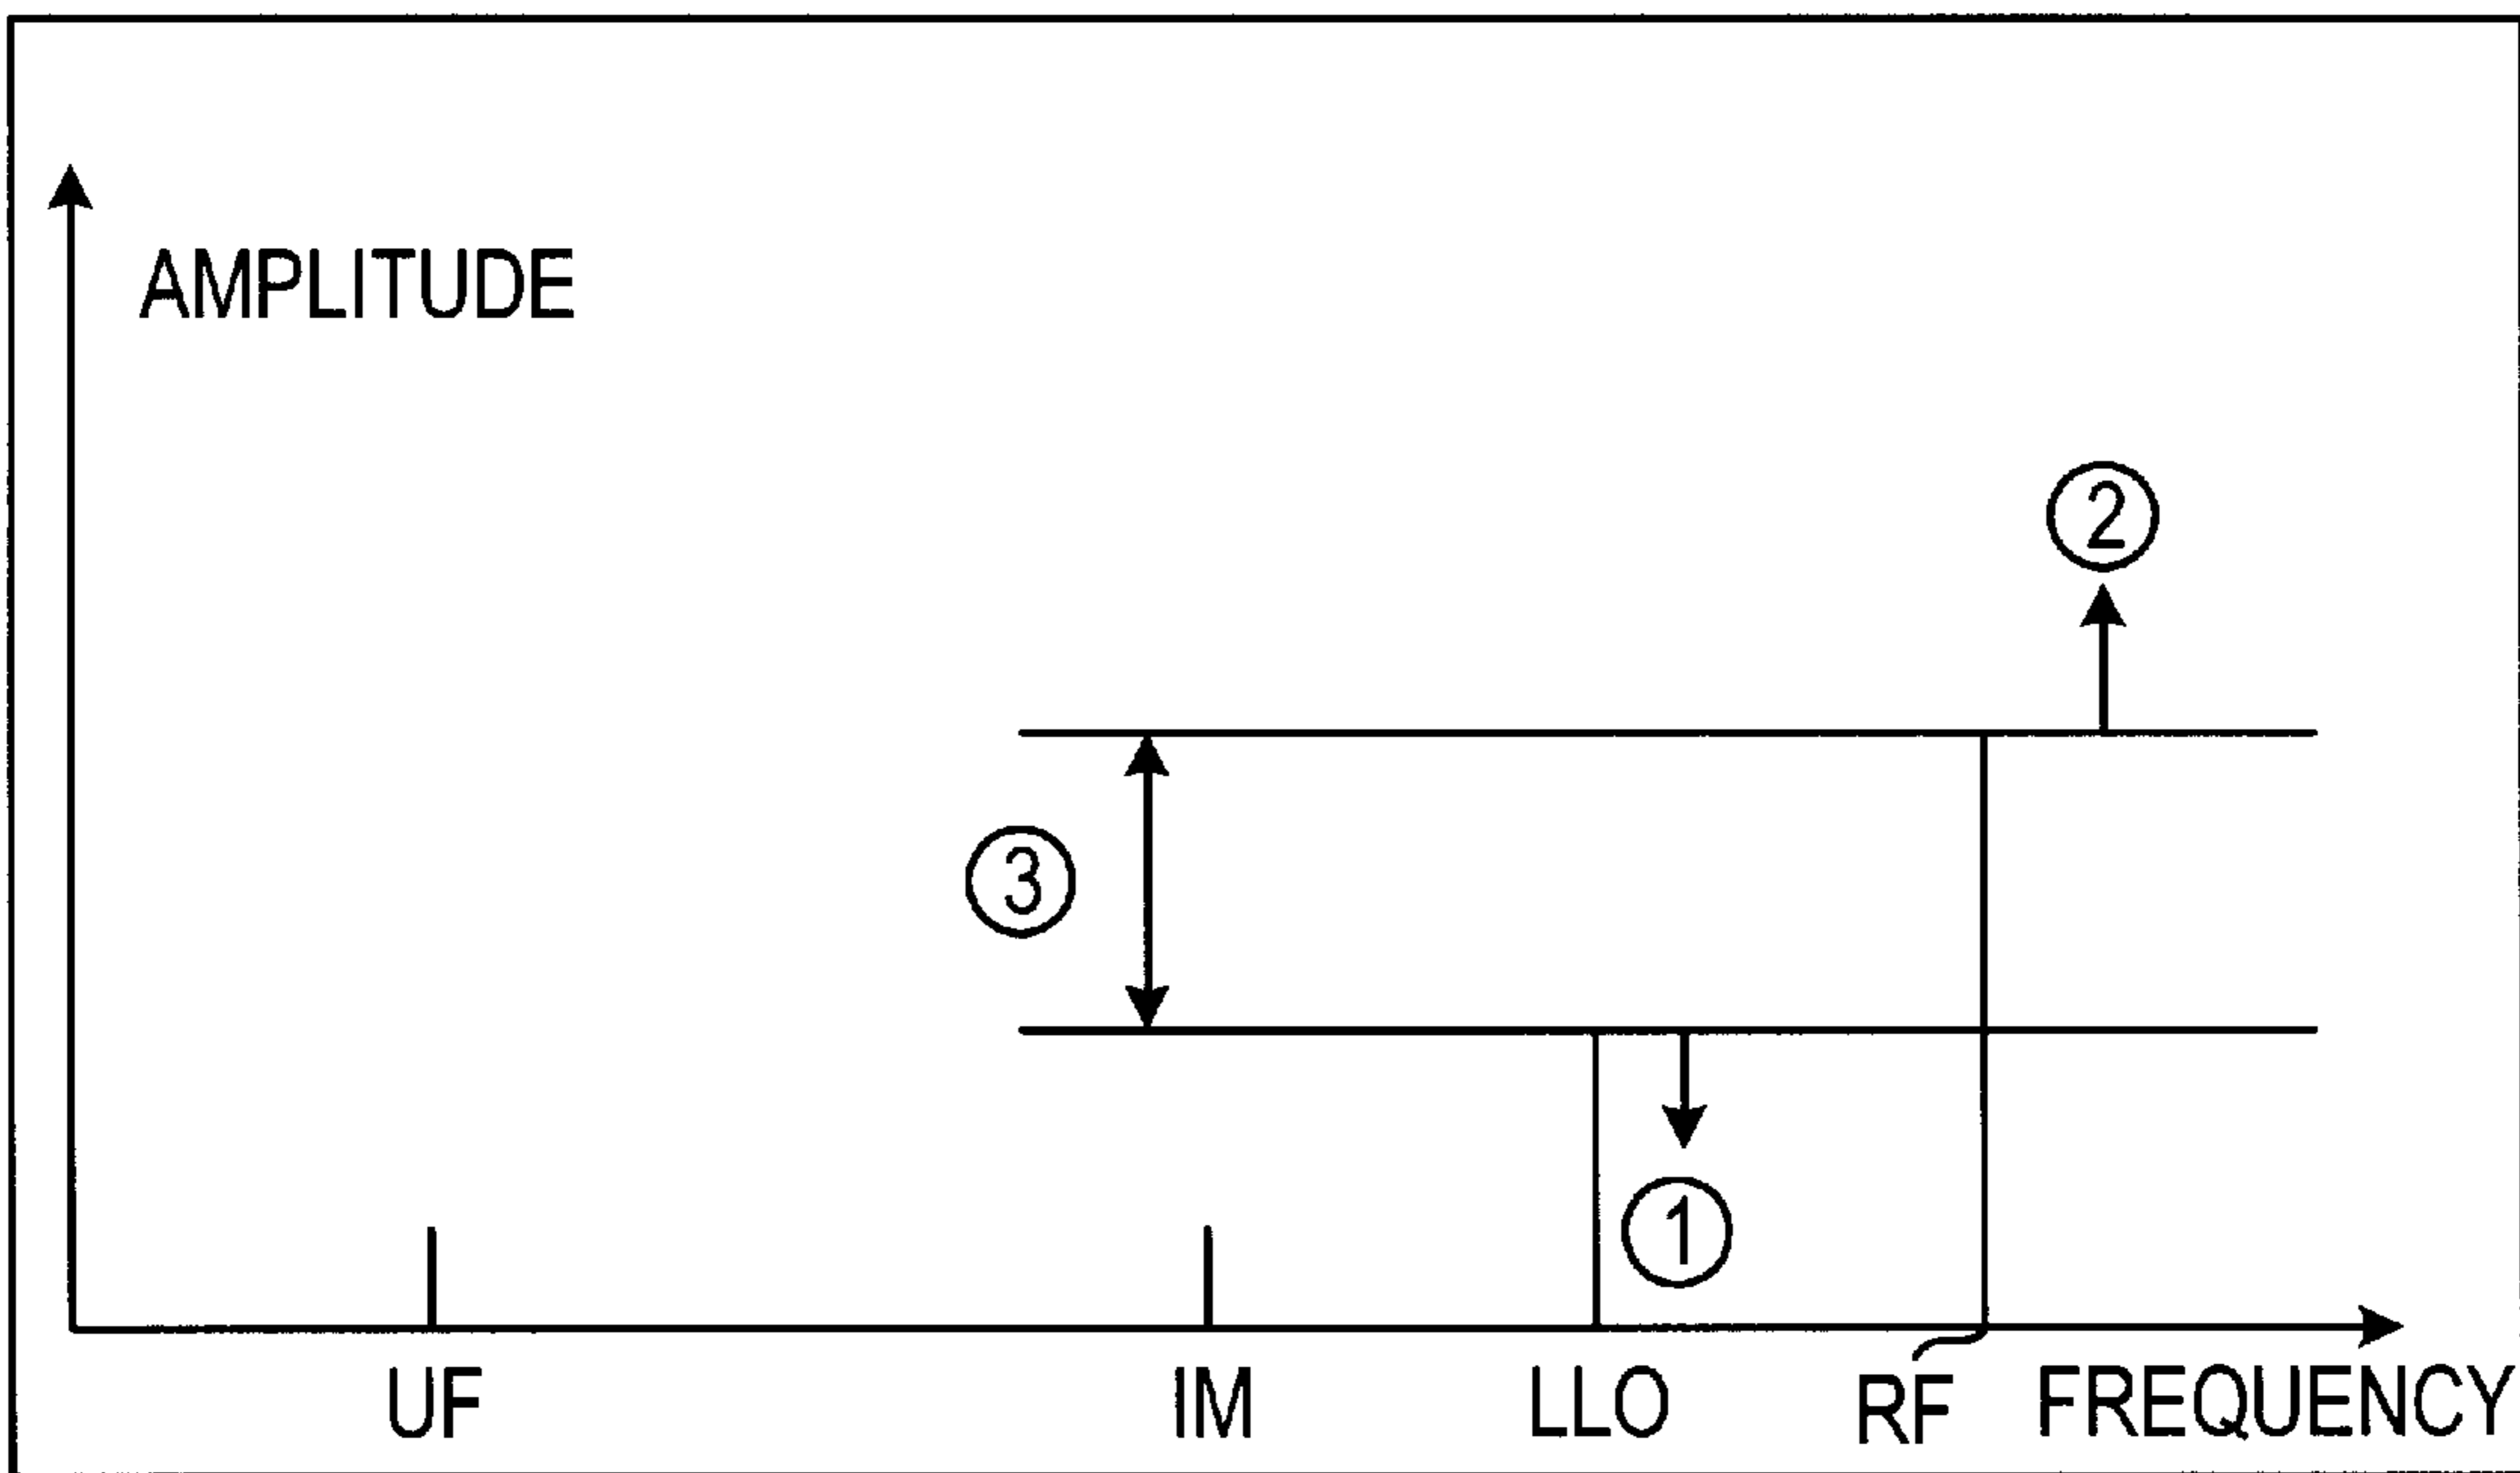 AMPLITUDE
②
③
①
UF IM LLO RF FREQUENCY